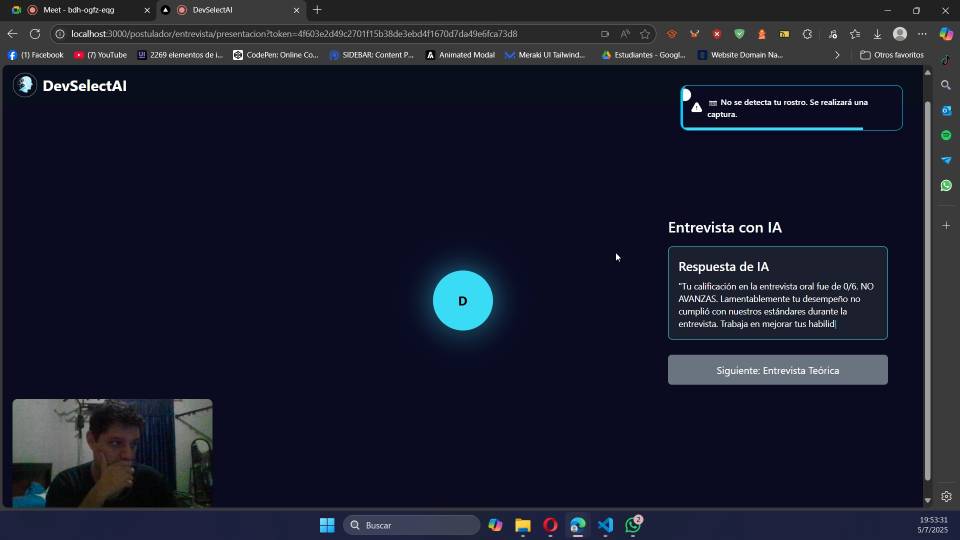 Meet - bdh-ogfz-eqg
DevSelectAI
localhost:3000/postulador/entrevista/presentacion?token=4f603e2d49c2701f15b38de3ebd4f1670d7da49e6fca73d8
(1) Facebook
(7) YouTube
2269 elementos de i...
CodePen: Online Co...
SIDEBAR: Content P...
Animated Modal
Meraki UI Tailwind...
Estudiantes - Googl...
Website Domain Na...
Otros favoritos
DevSelectAI
No se detecta tu rostro. Se realizará una
captura.
Entrevista con IA
Respuesta de IA
"Tu calificación en la entrevista oral fue de 0/6. NO
AVANZAS. Lamentablemente tu desempeño no
cumplió con nuestros estándares durante la
entrevista. Trabaja en mejorar tus habilid
D
Siguiente: Entrevista Teórica
Buscar
2
19:53:31
5/7/2025